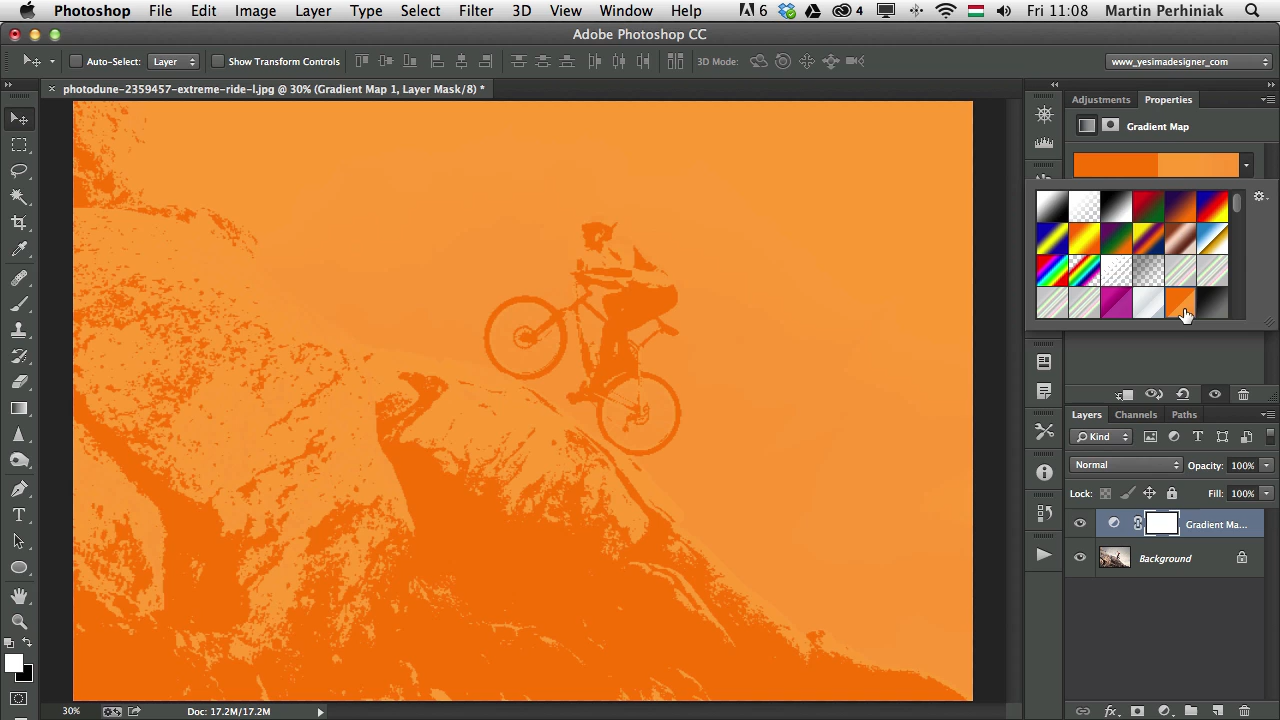 Photoshop File Edit Image Layer Type Select Filter 3D View Window Help 6 4 Fri 11:08 Martin Perhiniak
Adobe Photoshop CC
Auto-Select: Layer Show Transform Controls 3D Mode: www_yesimadesigner_com
photodune-2359457-extreme-ride-l.jpg @ 30% (Gradient Map 1, Layer Mask/8) *
Adjustments Properties
Gradient Map
Layers Channels Paths
Kind
Normal Opacity: 100%
Lock: Fill: 100%
Gradient Ma...
Background
30% Doc: 17.2M/17.2M